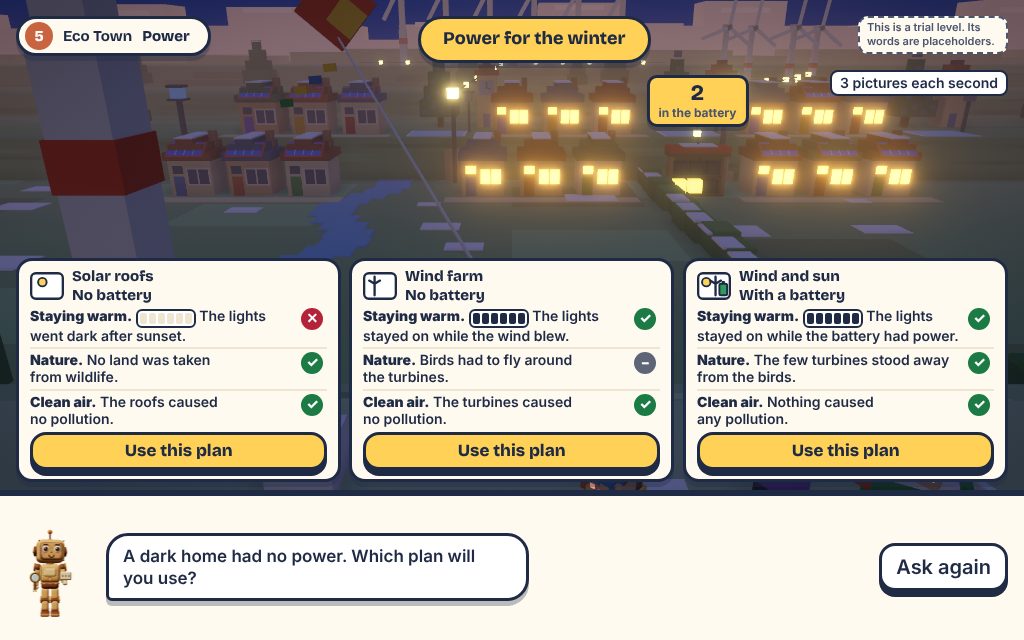 5 Eco Town Power
Power for the winter
This is a trial level. Its
words are placeholders.
3 pictures each second
2
in the battery
Solar roofs
No battery
Staying warm. The lights
went dark after sunset.
Nature. No land was taken
from wildlife.
Clean air. The roofs caused
no pollution.
Use this plan
Wind farm
No battery
Staying warm. The lights
stayed on while the wind blew.
Nature. Birds had to fly around
the turbines.
Clean air. The turbines caused
no pollution.
Use this plan
Wind and sun
With a battery
Staying warm. The lights
stayed on while the battery had power.
Nature. The few turbines stood away
from the birds.
Clean air. Nothing caused
any pollution.
Use this plan
A dark home had no power. Which plan will
you use?
Ask again